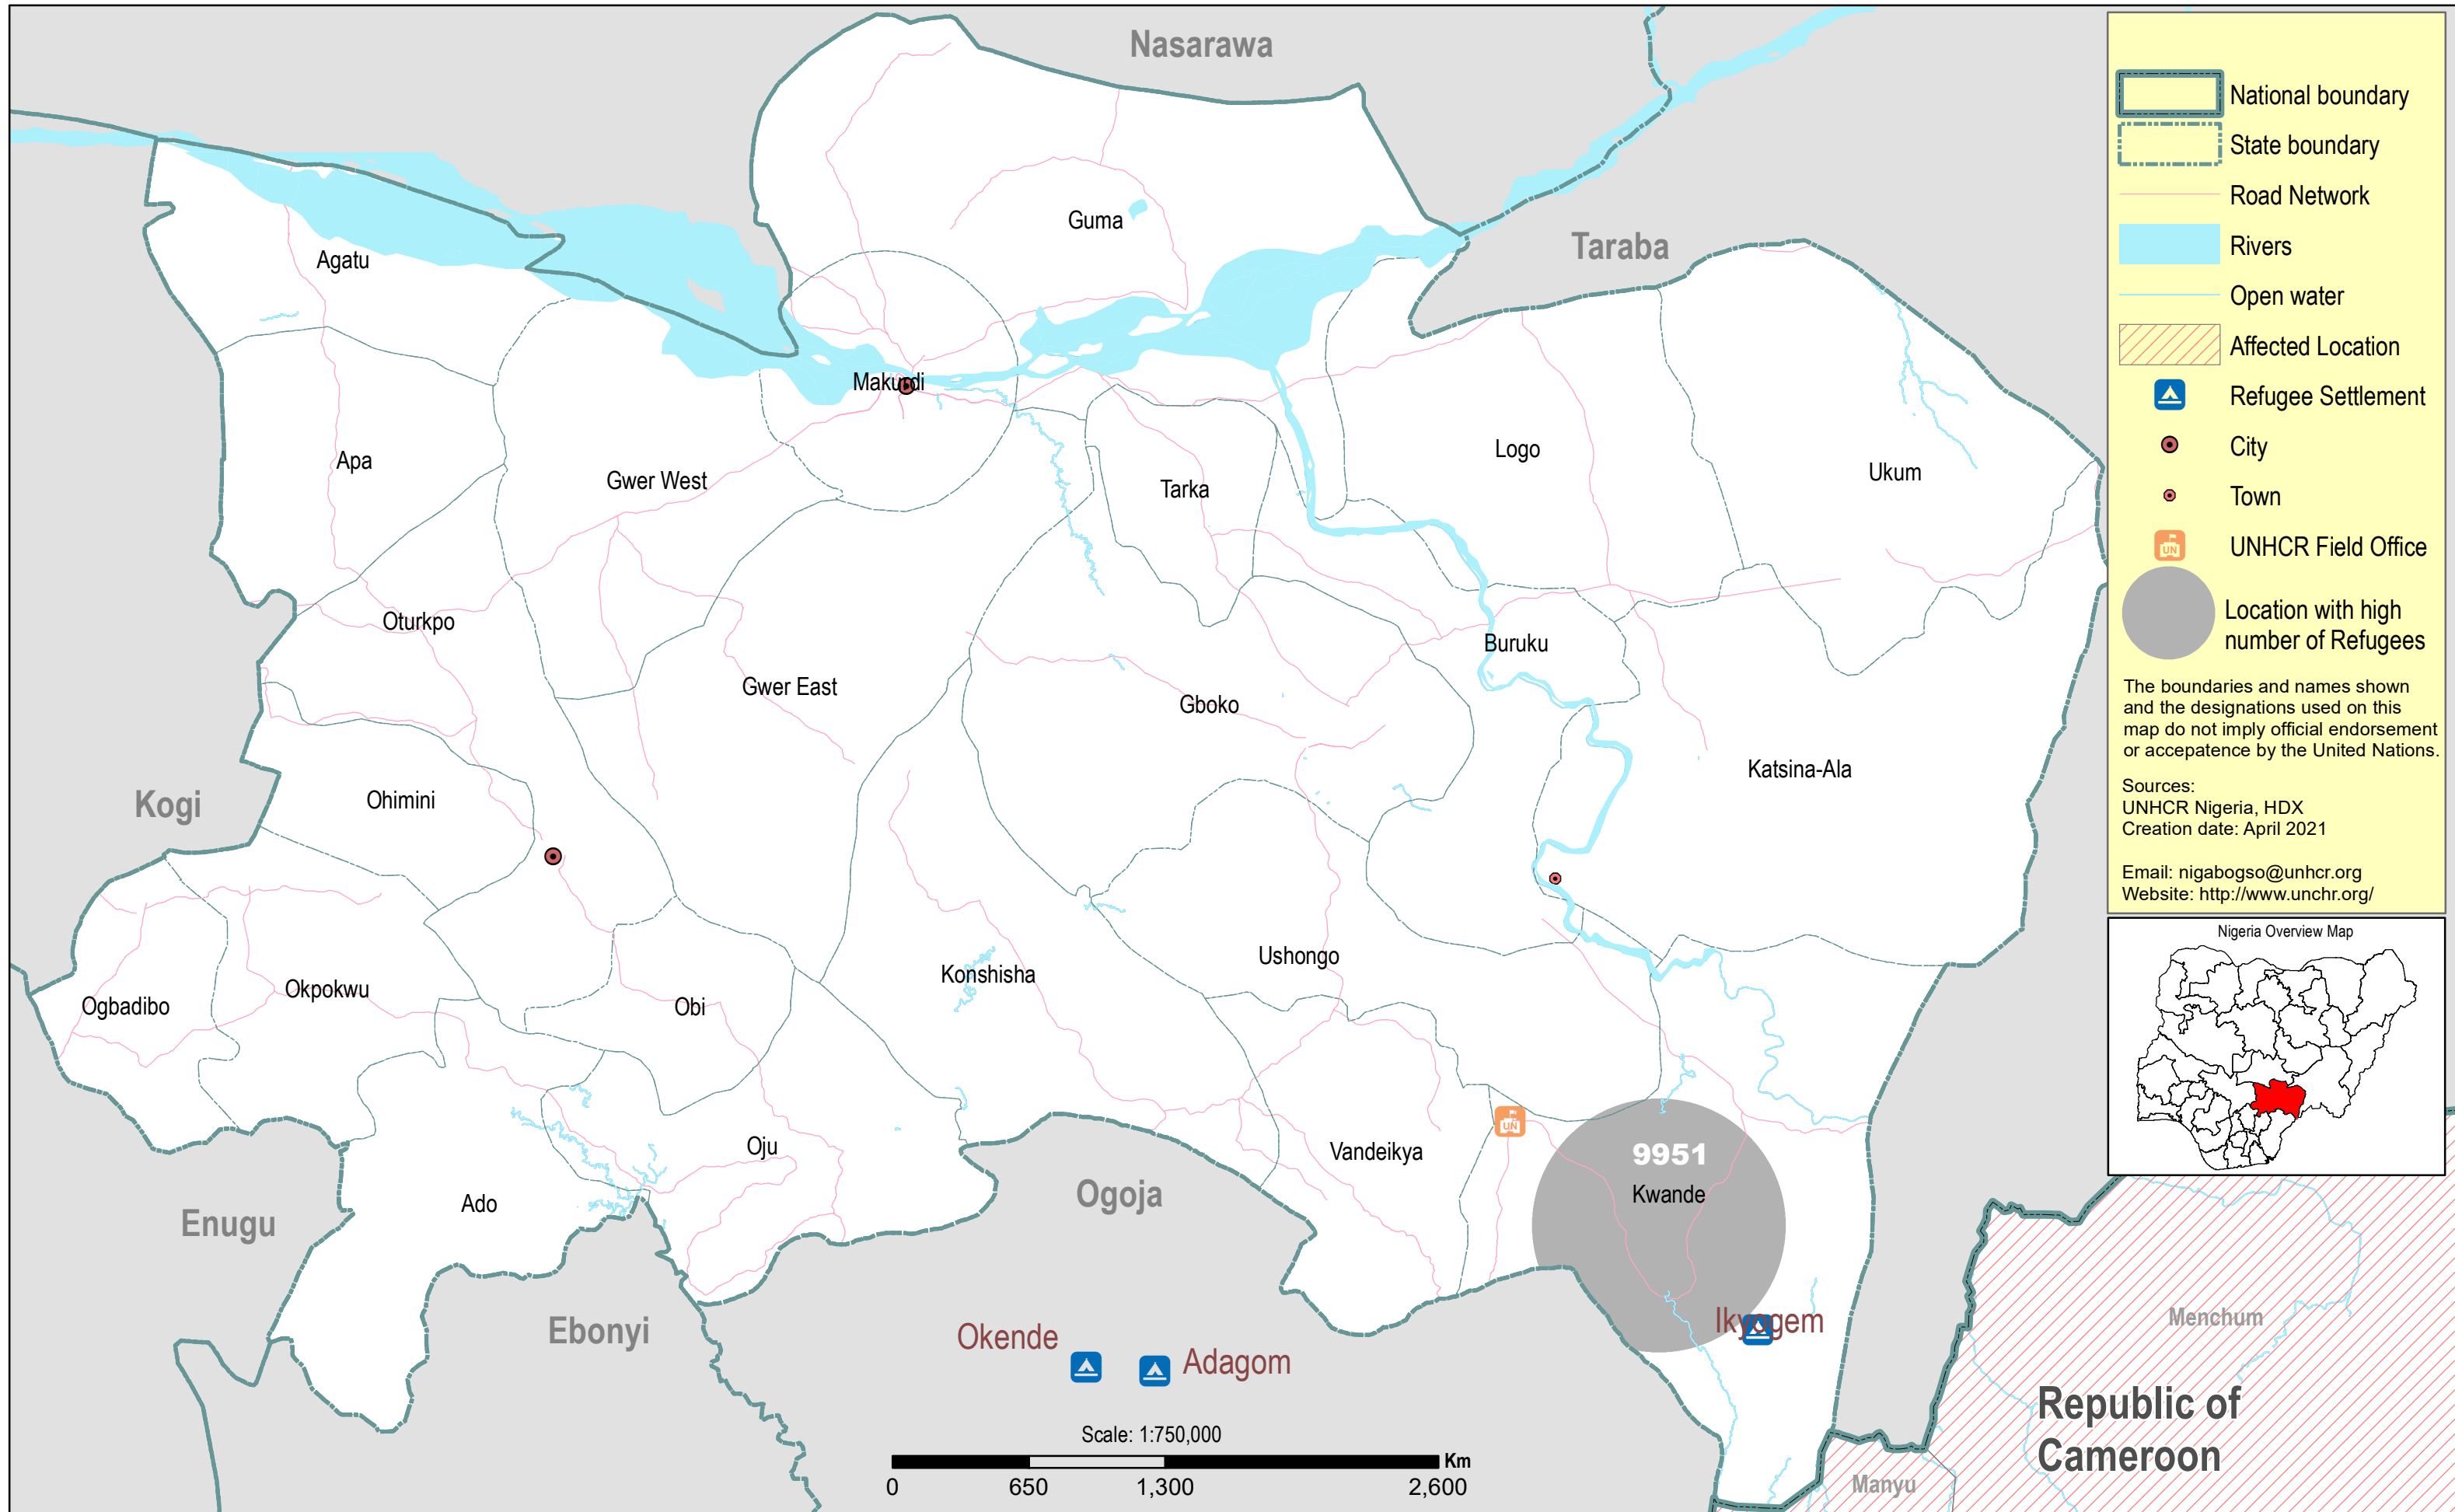 Nasarawa
Taraba
Guma
Agatu
Makurdi
Apa
Gwer West
Tarka
Logo
Ukum
Oturkpo
Buruku
Gwer East
Gboko
Katsina-Ala
Kogi
Ohimini
Ushongo
Konshisha
Ogbadibo
Okpokwu
Obi
Oju
Vandeikya
9951
Kwande
Ado
Enugu
Ogoja
Ebonyi
Okende
Adagom
Ikyogem
Menchum
Republic of
Cameroon
Manyu
Scale: 1:750,000
Km
0 650 1,300 2,600
National boundary
State boundary
Road Network
Rivers
Open water
Affected Location
Refugee Settlement
City
Town
UN
UNHCR Field Office
Location with high
number of Refugees
The boundaries and names shown
and the designations used on this
map do not imply official endorsement
or accepatence by the United Nations.
Sources:
UNHCR Nigeria, HDX
Creation date: April 2021
Email: nigabogso@unhcr.org
Website: http://www.unchr.org/
Nigeria Overview Map
UN